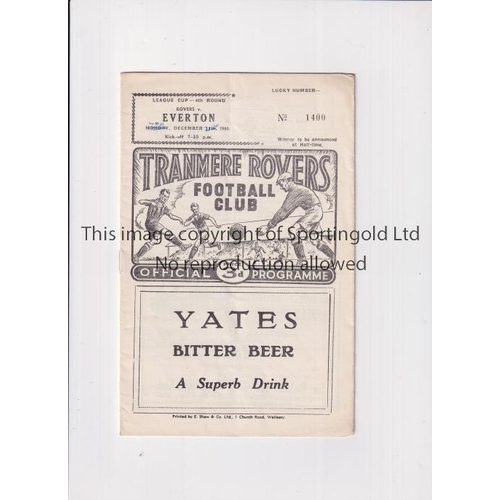 LEAGUE CUP — 4th ROUND
ROVERS v.
EVERTON
DECEMBER 1960.
Kick-off 7-30 p.m.
LUCKY NUMBER—
Nº 1400
Winner to be announced
at Half-time.
TRANMERE ROVERS
FOOTBALL
CLUB
This image copyright of Sportingold Ltd
No reproduction allowed
OFFICIAL 3d PROGRAMME
YATES
BITTER BEER
A Superb Drink
Printed by E. Shaw & Co. Ltd., 1 Church Road, Wallasey